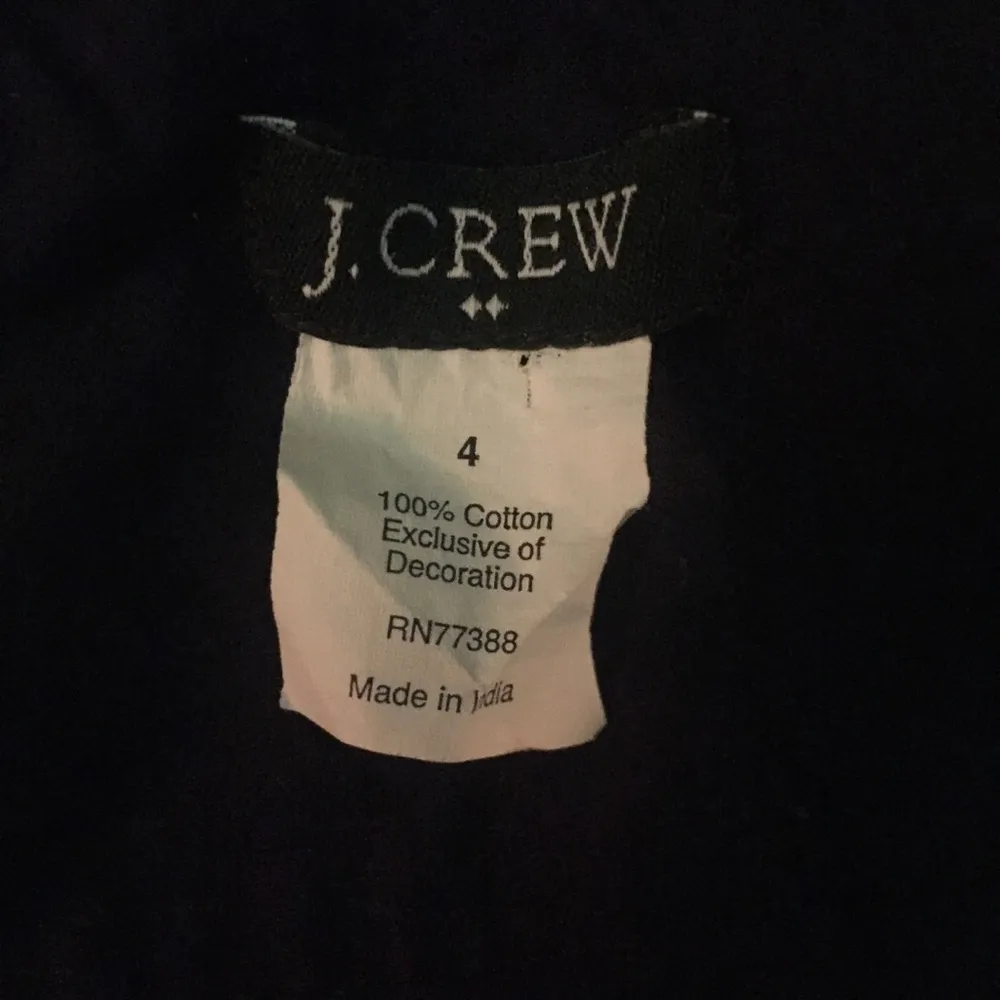 J.CREW
4
100% Cotton
Exclusive of
Decoration
RN77388
Made in India